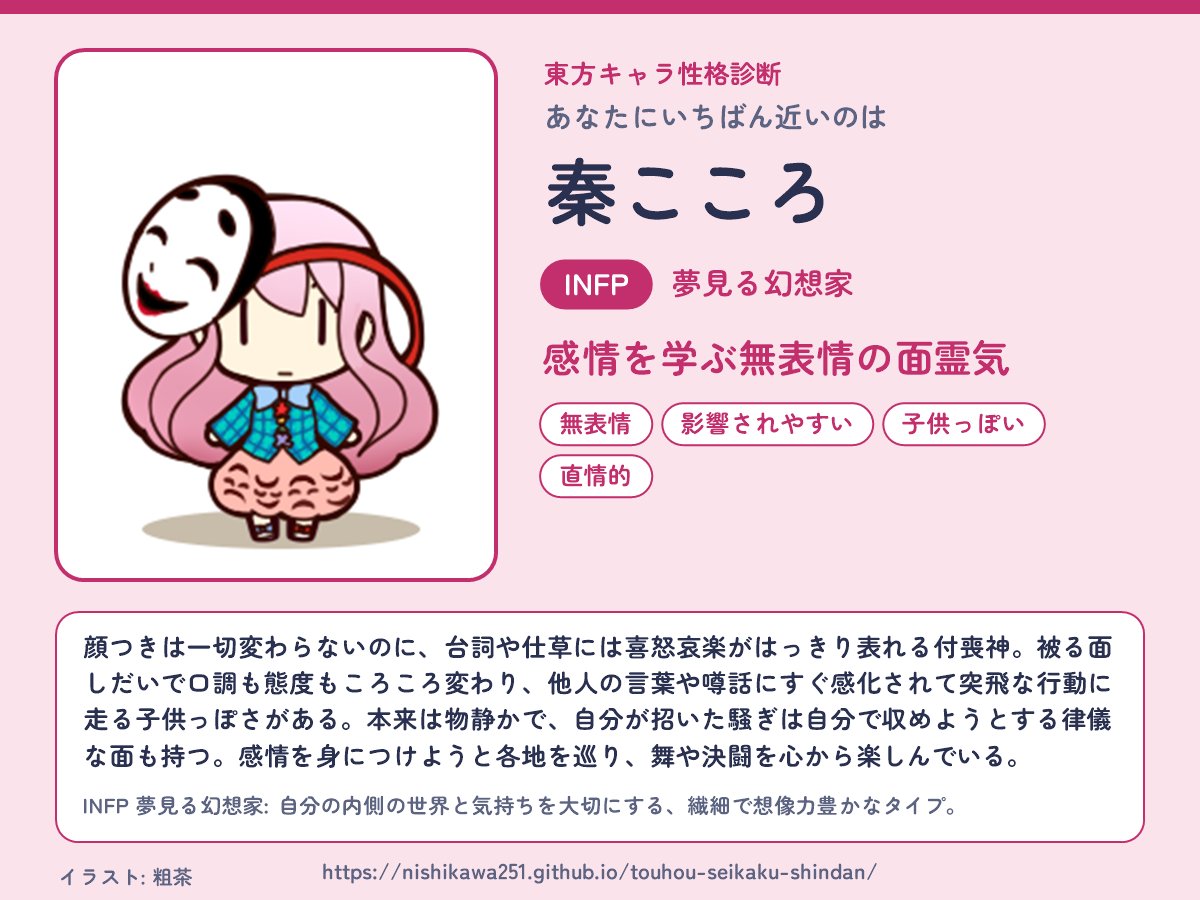 東方キャラ性格診断
あなたにいちばん近いのは
秦こころ
INFP 夢見る幻想家
感情を学ぶ無表情の面霊気
無表情 影響されやすい 子供っぽい
直情的
顔つきは一切変わらないのに、台詞や仕草には喜怒哀楽がはっきり表れる付喪神。被る面
しだいで口調も態度もころころ変わり、他人の言葉や噂話にすぐ感化されて突飛な行動に
走る子供っぽさがある。本来は物静かで、自分が招いた騒ぎは自分で収めようとする律儀
な面も持つ。感情を身につけようと各地を巡り、舞や決闘を心から楽しんでいる。
INFP 夢見る幻想家: 自分の内側の世界と気持ちを大切にする、繊細で想像力豊かなタイプ。
イラスト: 粗茶
https://nishikawa251.github.io/touhou-seikaku-shindan/